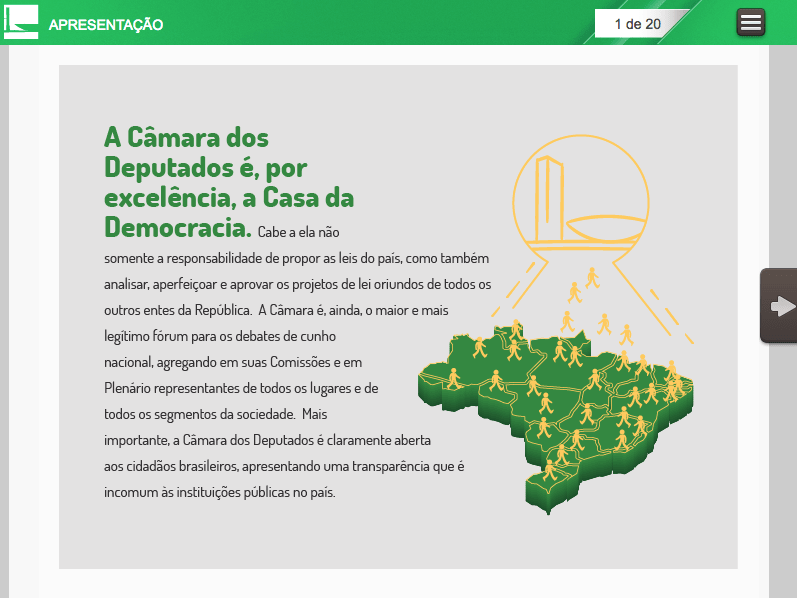 APRESENTAÇÃO
1 de 20
A Câmara dos
Deputados é, por
excelência, a Casa da
Democracia. Cabe a ela não
somente a responsabilidade de propor as leis do país, como também
analisar, aperfeiçoar e aprovar os projetos de lei oriundos de todos os
outros entes da República. A Câmara é, ainda, o maior e mais
legítimo fórum para os debates de cunho
nacional, agregando em suas Comissões e em
Plenário representantes de todos os lugares e de
todos os segmentos da sociedade. Mais
importante, a Câmara dos Deputados é claramente aberta
aos cidadãos brasileiros, apresentando uma transparência que é
incomum às instituições públicas no país.